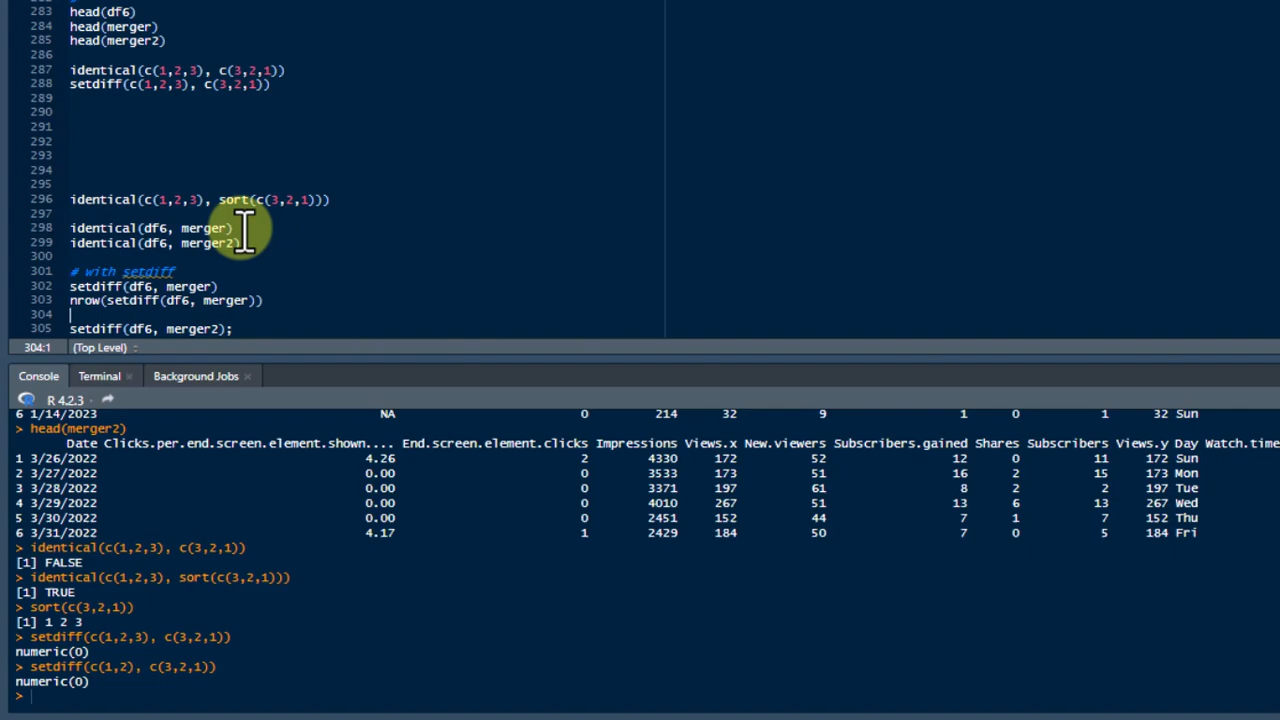 283 head(df6)
284 head(merger)
285 head(merger2)
286
287 identical(c(1,2,3), c(3,2,1))
288 setdiff(c(1,2,3), c(3,2,1))
289
290
291
292
293
294
295
296 identical(c(1,2,3), sort(c(3,2,1)))
297
298 identical(df6, merger)
299 identical(df6, merger2)
300
301 # with setdiff
302 setdiff(df6, merger)
303 nrow(setdiff(df6, merger))
304
305 setdiff(df6, merger2);
304:1 (Top Level)
Console Terminal Background Jobs
R 4.2.3 ·
6 1/14/2023 NA 0 214 32 9 1 0 1 32 Sun
> head(merger2)
Date Clicks.per.end.screen.element.shown.... End.screen.element.clicks Impressions Views.x New.viewers Subscribers.gained Shares Subscribers Views.y Day Watch.time
1 3/26/2022 4.26 2 4330 172 52 12 0 11 172 Sun
2 3/27/2022 0.00 0 3533 173 51 16 2 15 173 Mon
3 3/28/2022 0.00 0 3371 197 61 8 2 2 197 Tue
4 3/29/2022 0.00 0 4010 267 51 13 6 13 267 Wed
5 3/30/2022 0.00 0 2451 152 44 7 1 7 152 Thu
6 3/31/2022 4.17 1 2429 184 50 7 0 5 184 Fri
> identical(c(1,2,3), c(3,2,1))
[1] FALSE
> identical(c(1,2,3), sort(c(3,2,1)))
[1] TRUE
> sort(c(3,2,1))
[1] 1 2 3
> setdiff(c(1,2,3), c(3,2,1))
numeric(0)
> setdiff(c(1,2), c(3,2,1))
numeric(0)
>